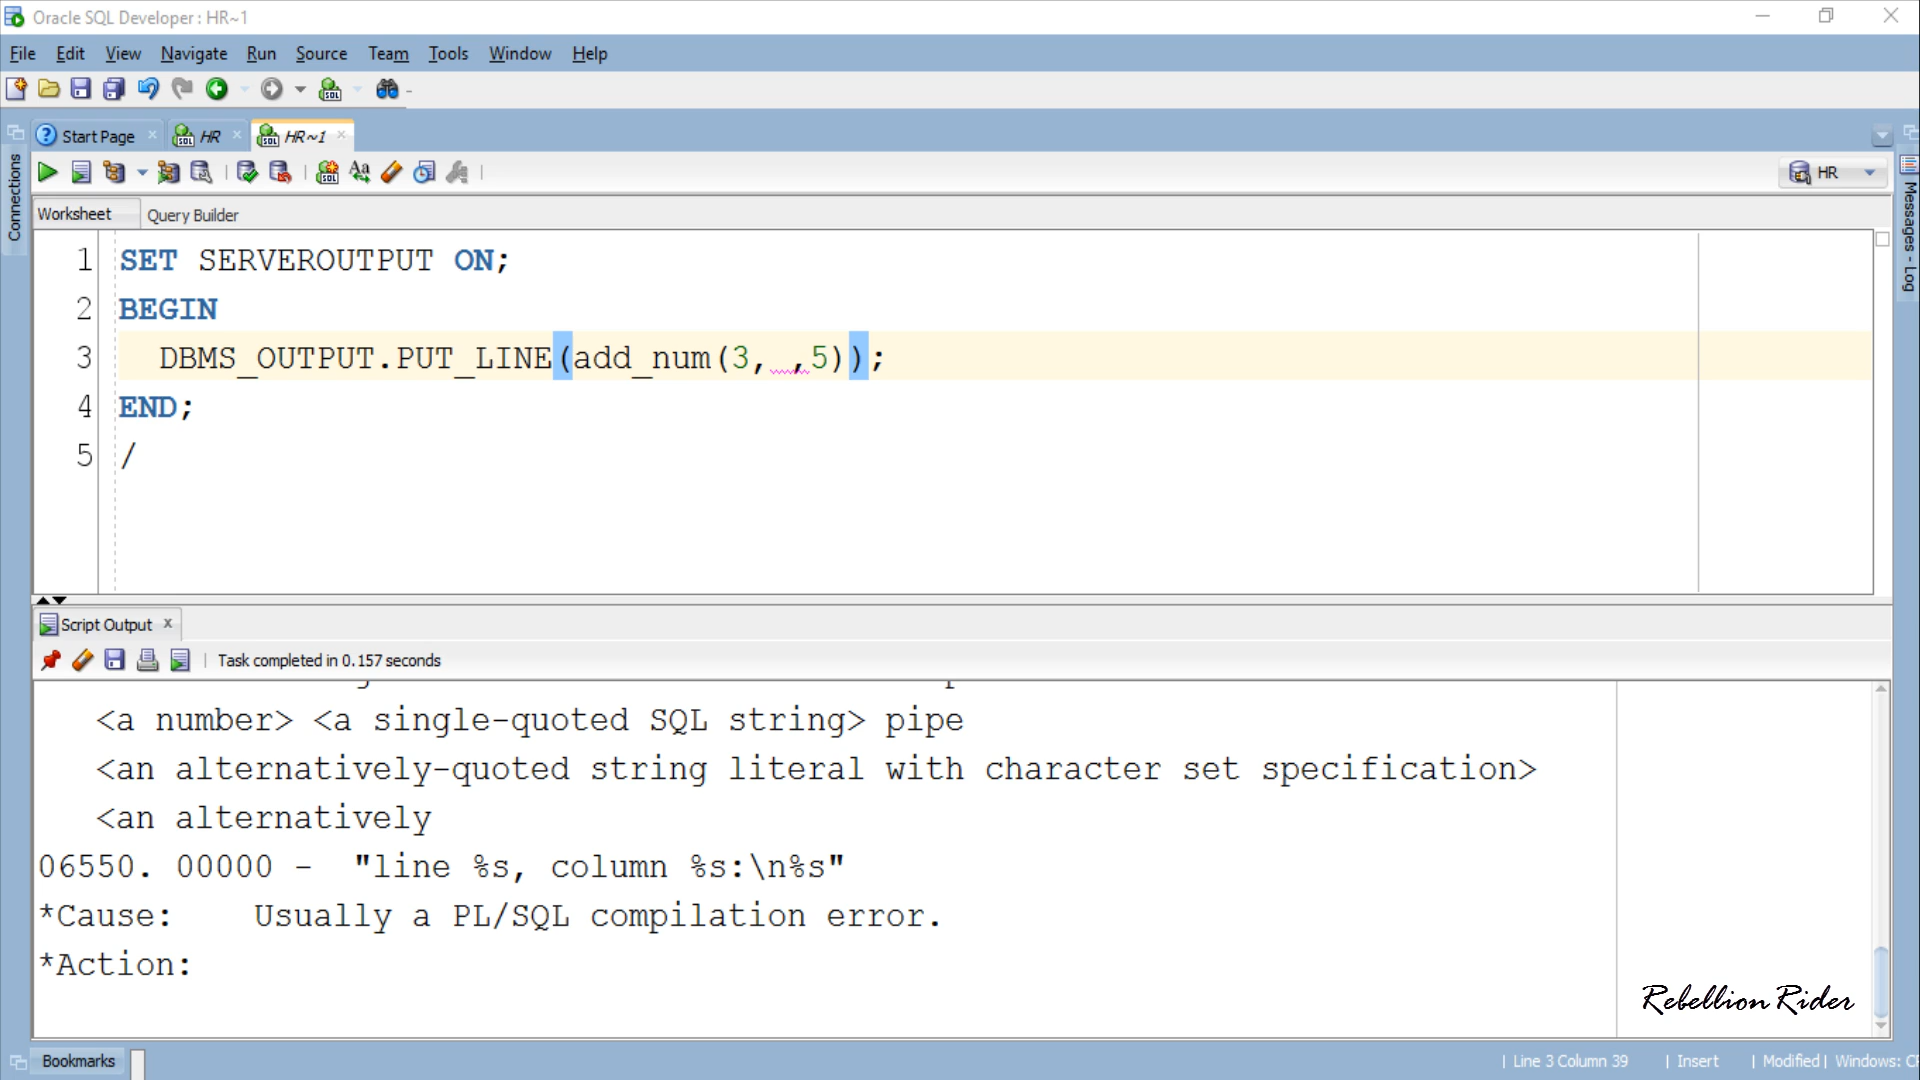 Oracle SQL Developer : HR~1
File Edit View Navigate Run Source Team Tools Window Help
Start Page HR HR~1
HR
Connections
Messages - Log
Worksheet Query Builder
1 SET SERVEROUTPUT ON;
2 BEGIN
3 DBMS_OUTPUT.PUT_LINE(add_num(3, ,5));
4 END;
5 /
Script Output x
Task completed in 0.157 seconds
<a number> <a single-quoted SQL string> pipe
<an alternatively-quoted string literal with character set specification>
<an alternatively
06550. 00000 - "line %s, column %s:\n%s"
*Cause: Usually a PL/SQL compilation error.
*Action:
Rebellion Rider
Bookmarks
| Line 3 Column 39 | Insert | Modified | Windows: